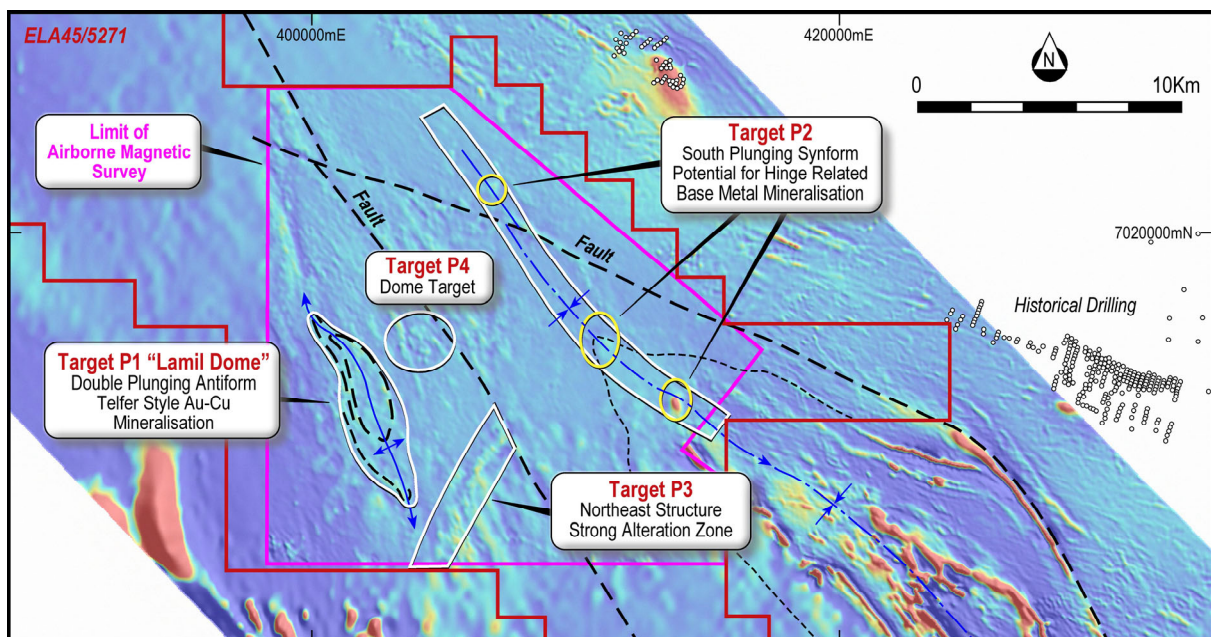 ELA45/5271
400000mE
420000mE
N
0 10Km
Limit of
Airborne Magnetic
Survey
Target P2
South Plunging Synform
Potential for Hinge Related
Base Metal Mineralisation
Fault
Fault
7020000mN
Target P4
Dome Target
Historical Drilling
Target P1 “Lamil Dome”
Double Plunging Antiform
Telfer Style Au-Cu
Mineralisation
Target P3
Northeast Structure
Strong Alteration Zone